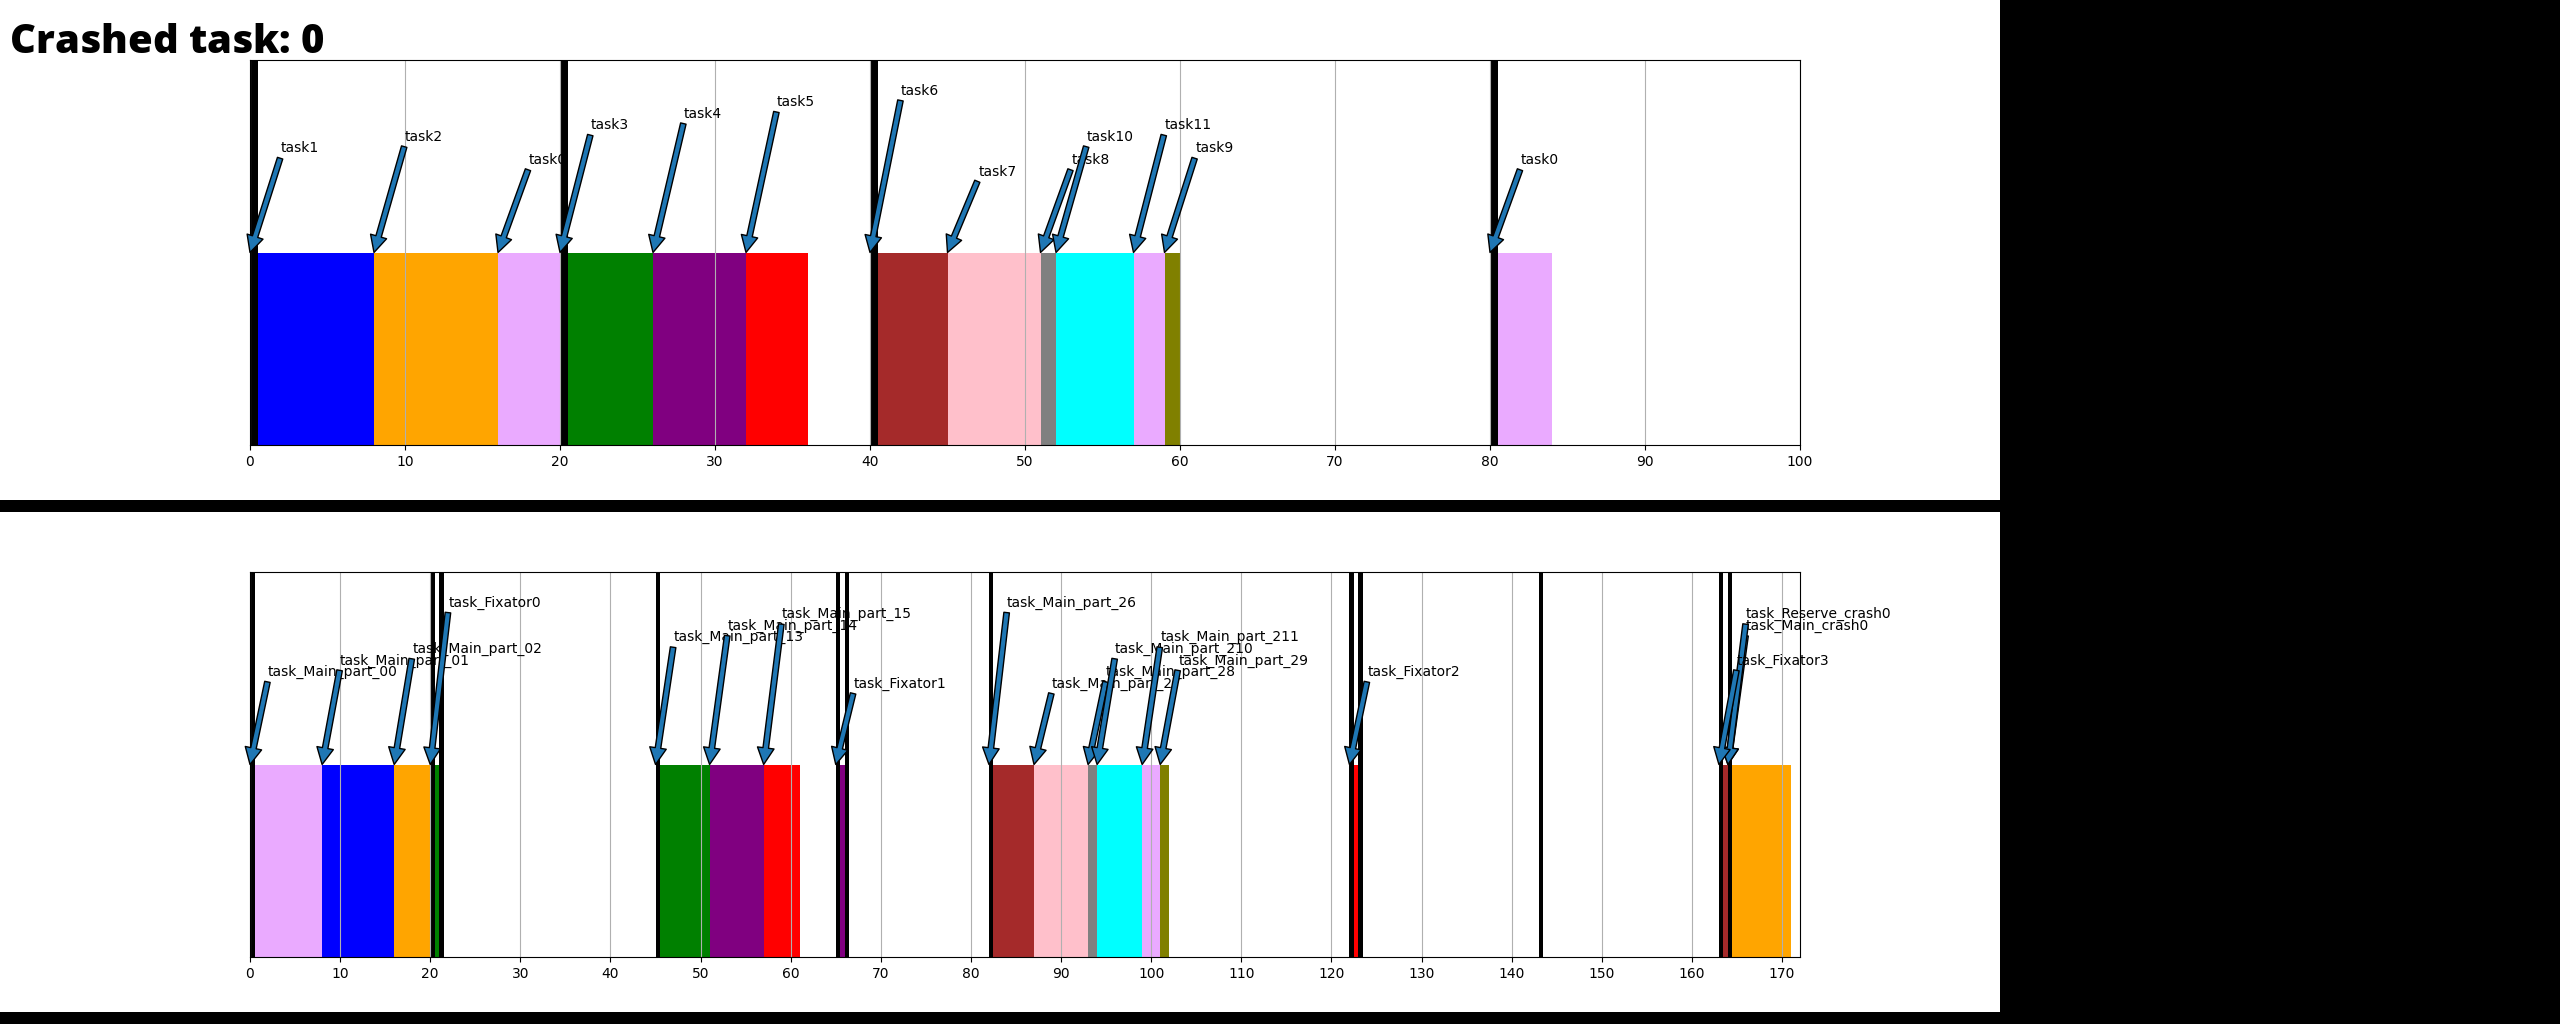 Crashed task: 0
task6
task5
task4
task3
task10
task11
task1
task2
task8
task9
task0
task7
task0
0 10 20 30 40 50 60 70 80 90 100
task_Fixator0
task_Main_part_26
task_Main_part_15
task_Reserve_crash0
task_Main_part_14
task_Main_crash0
task_Main_part_13
task_Main_part_211
task_Main_part_02
task_Main_part_210
task_Main_part_01
task_Main_part_29
task_Fixator3
task_Main_part_00
task_Main_part_28
task_Fixator2
task_Fixator1
0 10 20 30 40 50 60 70 80 90 100 110 120 130 140 150 160 170